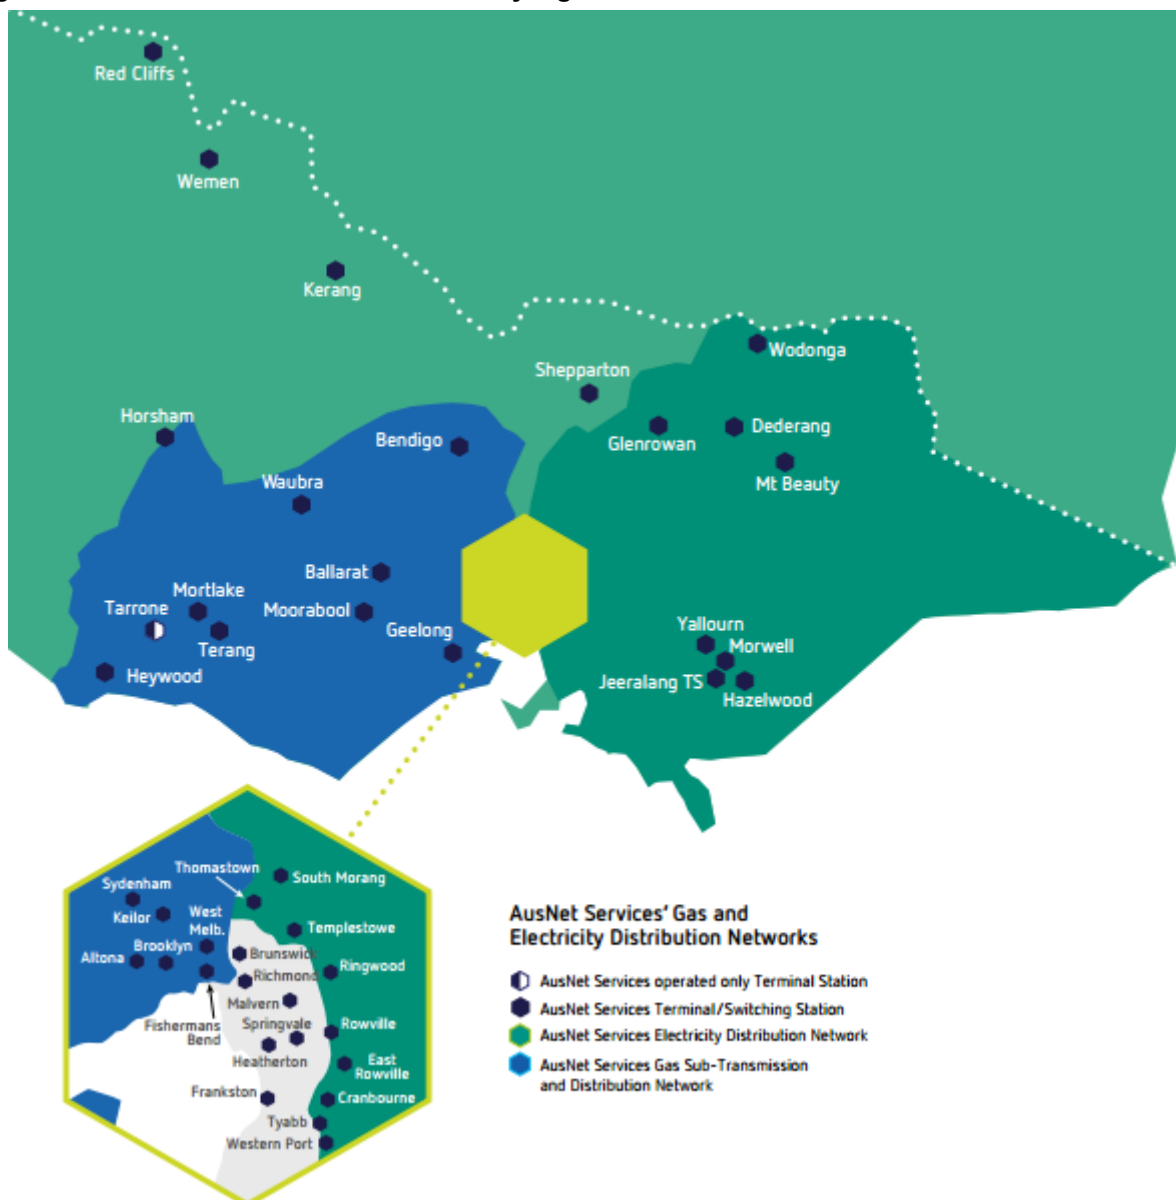 Red Cliffs
Wemen
Kerang
Shepparton
Wodonga
Horsham
Bendigo
Glenrowan
Dederang
Waubra
Mt Beauty
Ballarat
Mortlake
Tarrone
Moorabool
Terang
Geelong
Heywood
Yallourn
Morwell
Jeeralang TS
Hazelwood
Thomastown
South Morang
Sydenham
Keilor
West
Melb.
Templestowe
Brooklyn
Altona
Brunswick
Ringwood
Richmond
Malvern
Fishermans
Bend
Springvale
Rowville
Heatherton
East
Rowville
Frankston
Cranbourne
Tyabb
Western Port
AusNet Services' Gas and
Electricity Distribution Networks
AusNet Services operated only Terminal Station
AusNet Services Terminal/Switching Station
AusNet Services Electricity Distribution Network
AusNet Services Gas Sub-Transmission
and Distribution Network